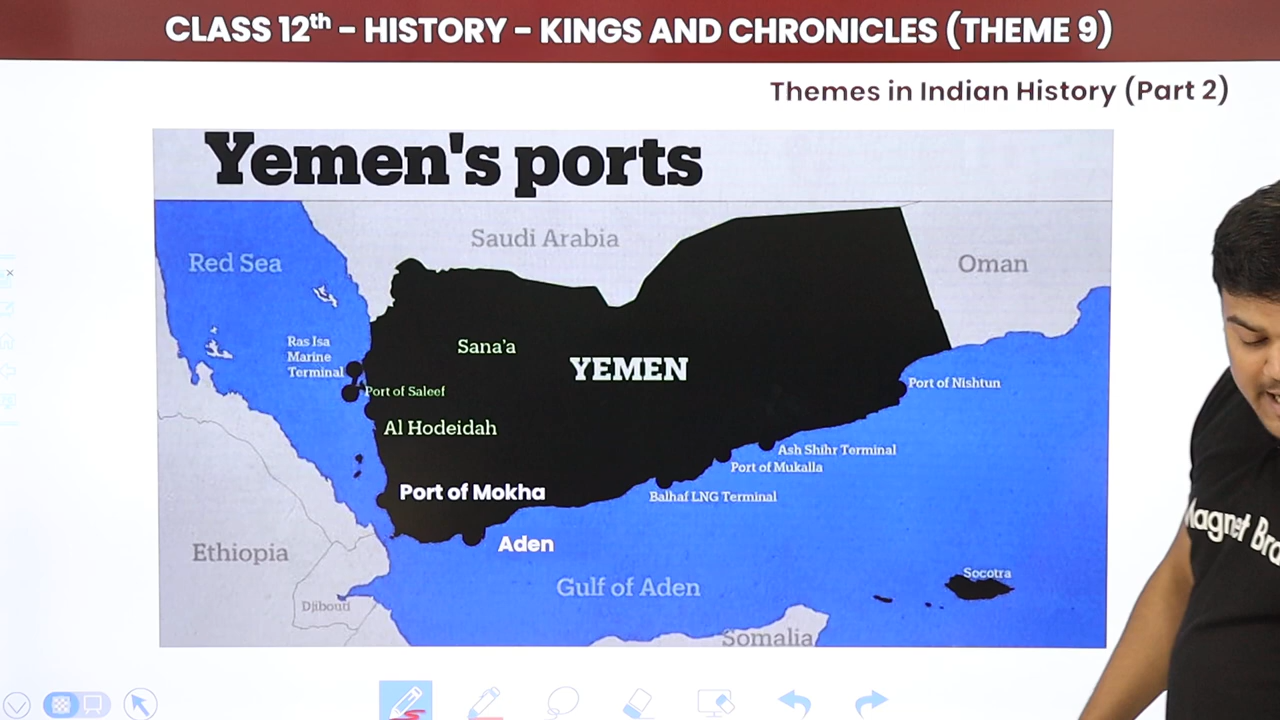 CLASS 12th – HISTORY – KINGS AND CHRONICLES (THEME 9)
Themes in Indian History (Part 2)
Yemen's ports
Saudi Arabia
Red Sea
Oman
Ras Isa
Marine
Terminal
Sana'a
YEMEN
Port of Saleef
Port of Nishtun
Al Hodeidah
Ash Shihr Terminal
Port of Mukalla
Port of Mokha
Balhaf LNG Terminal
Aden
Ethiopia
Gulf of Aden
Socotra
Djibouti
Somalia
Magnet Bra